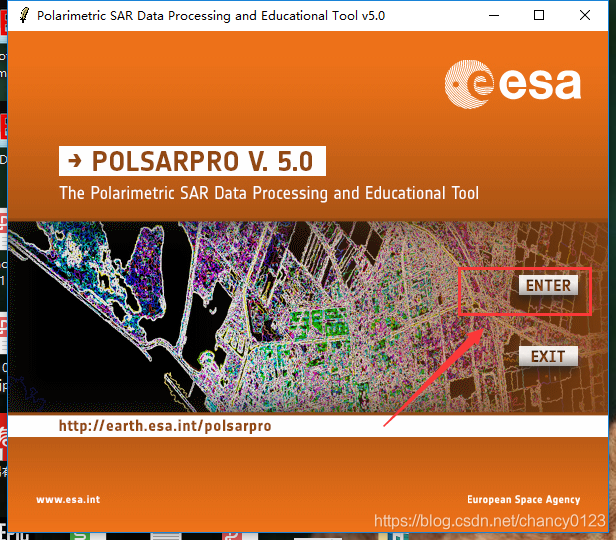 Polarimetric SAR Data Processing and Educational Tool v5.0
esa
➔ POLSARPRO V. 5.0
The Polarimetric SAR Data Processing and Educational Tool
ENTER
EXIT
http://earth.esa.int/polsarpro
www.esa.int
European Space Agency
https://blog.csdn.net/chancy0123